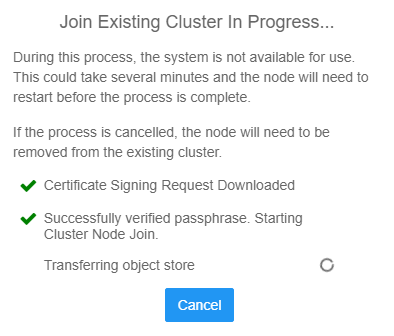 Join Existing Cluster In Progress...
During this process, the system is not available for use.
This could take several minutes and the node will need to
restart before the process is complete.
If the process is cancelled, the node will need to be
removed from the existing cluster.
Certificate Signing Request Downloaded
Successfully verified passphrase. Starting
Cluster Node Join.
Transferring object store
Cancel